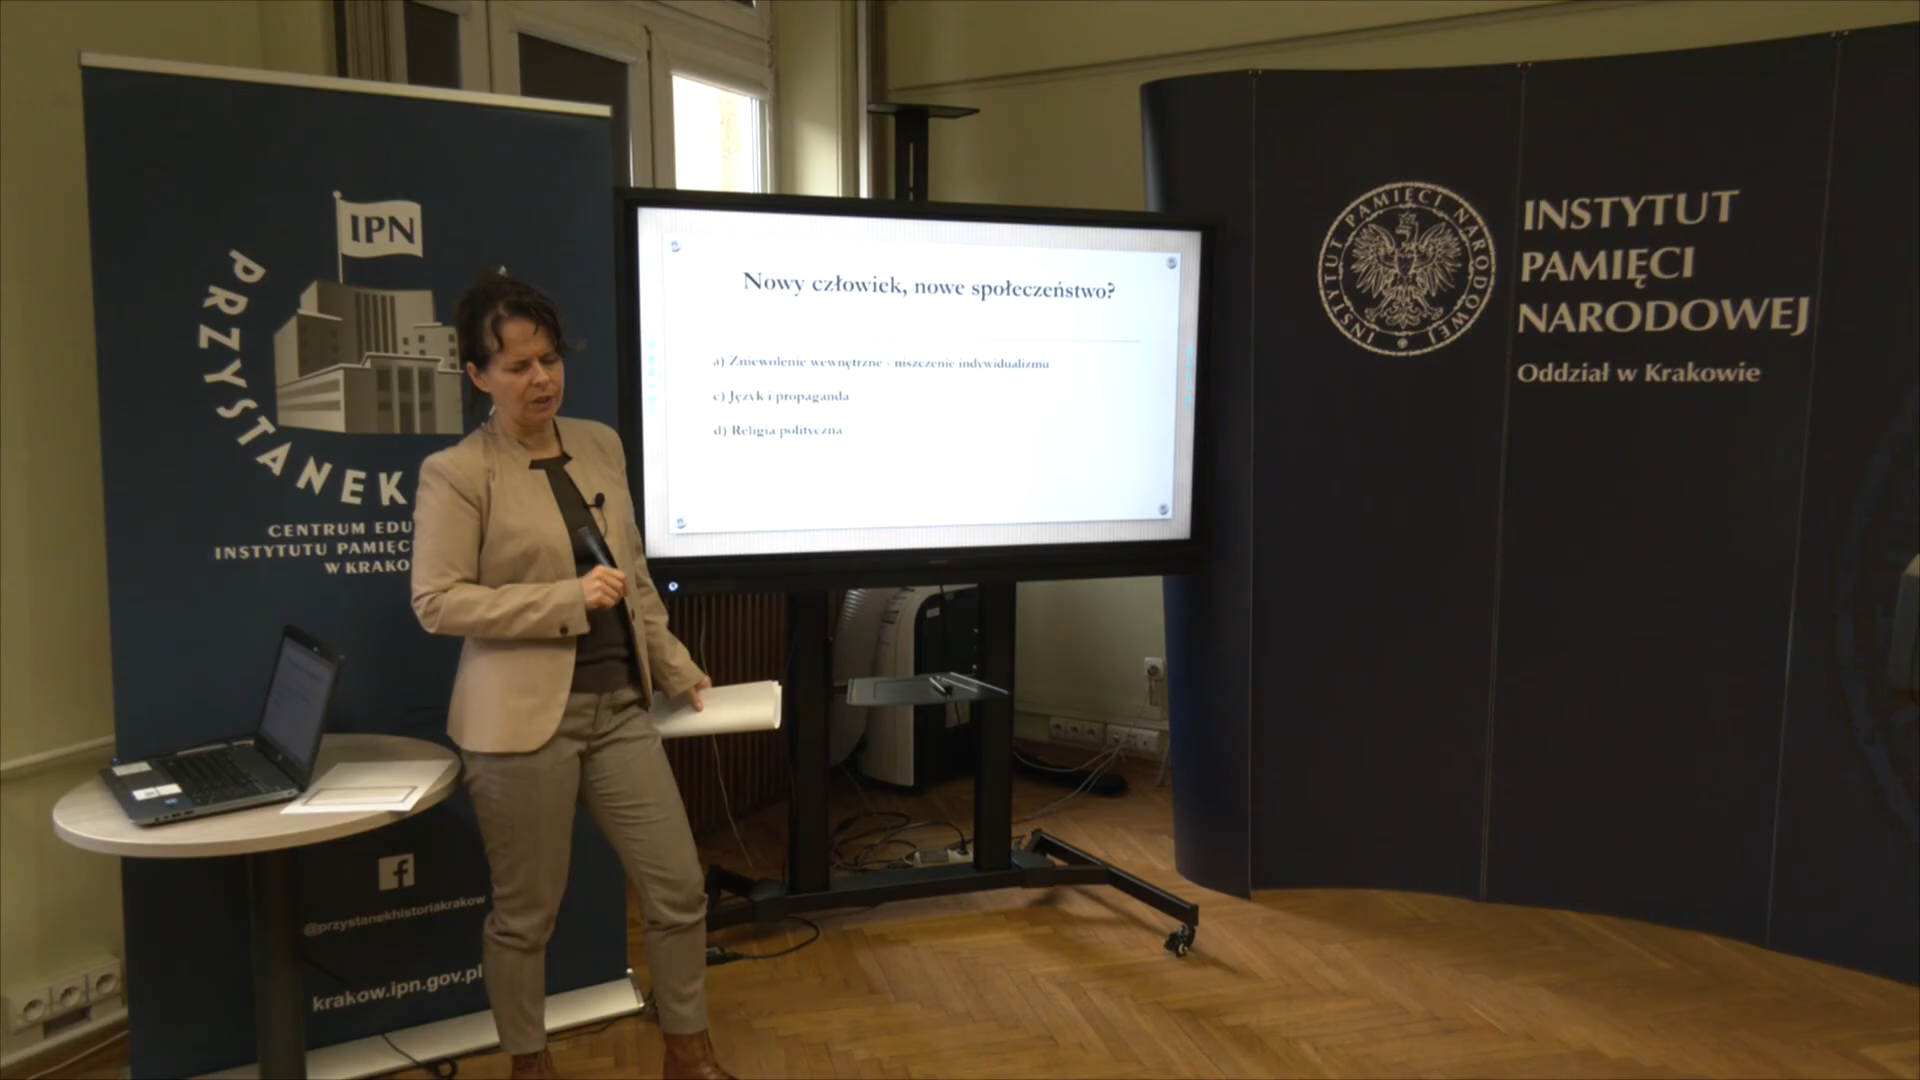 IPN
PRZYSTANEK
CENTRUM EDU
INSTYTUTU PAMIĘC
W KRAKO
@przystanekhistoriakrakow
krakow.ipn.gov.pl
Nowy człowiek, nowe społeczeństwo?
a) Zniewolenie wewnętrzne - niszczenie indywidualizmu
c) Język i propaganda
d) Religia polityczna
INSTYTUT PAMIĘCI NARODOWEJ
INSTYTUT
PAMIĘCI
NARODOWEJ
Oddział w Krakowie